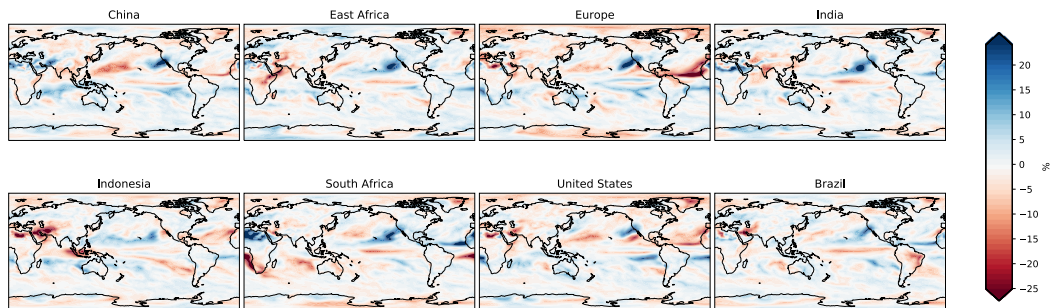 China
East Africa
Europe
India
Indonesia
South Africa
United States
Brazil
20
15
10
5
0
−5
−10
−15
−20
−25
%